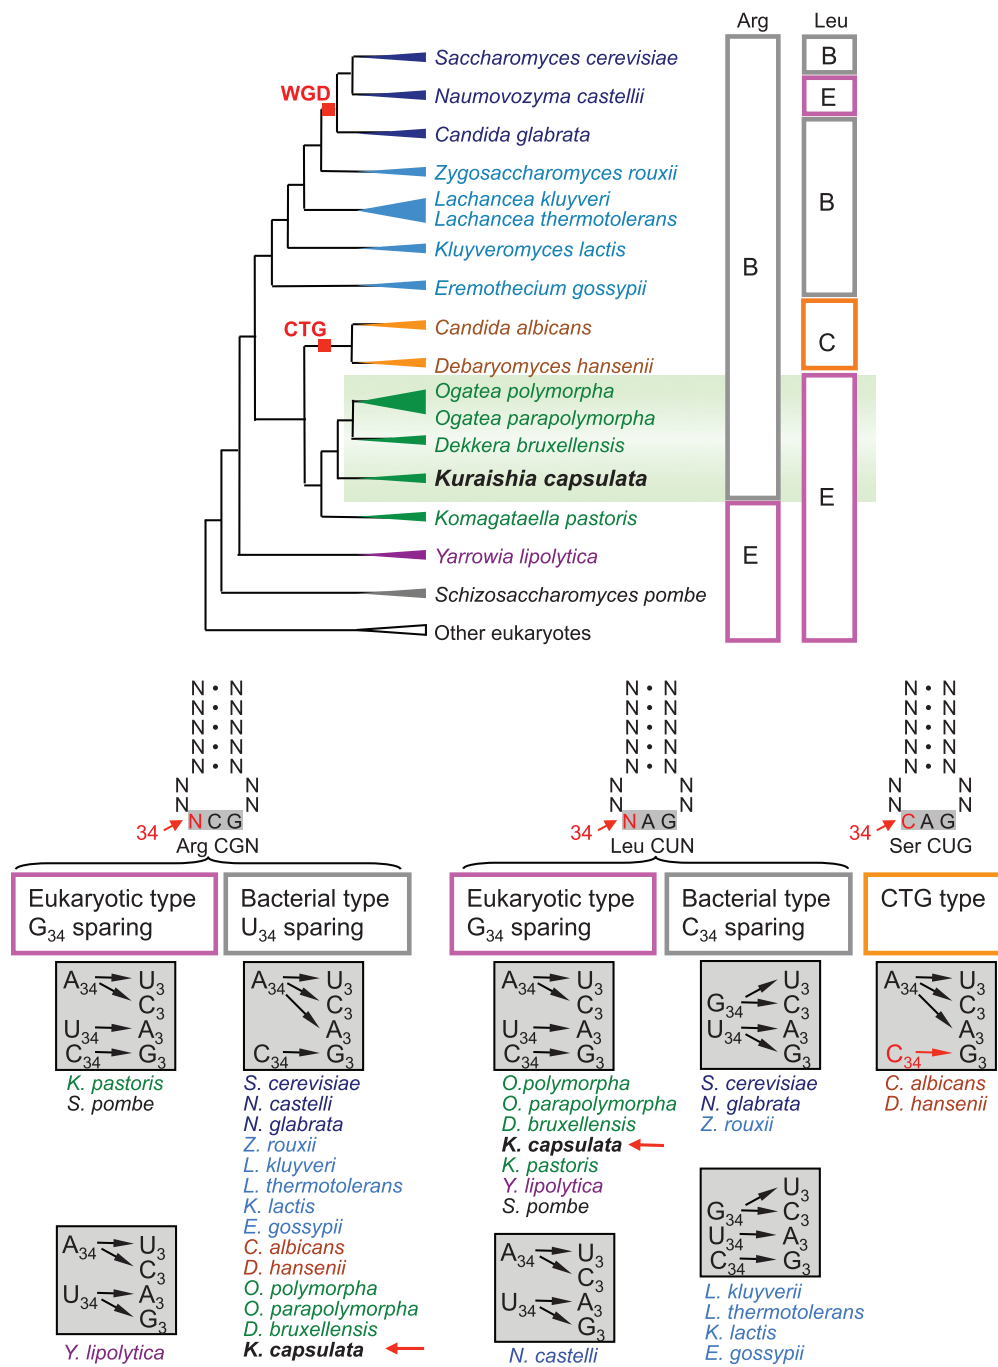 Arg Leu
Saccharomyces cerevisiae
B
WGD
Naumovozyma castellii
E
Candida glabrata
Zygosaccharomyces rouxii
Lachancea kluyveri
B
Lachancea thermotolerans
Kluyveromyces lactis
B
Eremothecium gossypii
CTG
Candida albicans
C
Debaryomyces hansenii
Ogatea polymorpha
Ogatea parapolymorpha
Dekkera bruxellensis
Kuraishia capsulata
E
Komagataella pastoris
Yarrowia lipolytica
E
Schizosaccharomyces pombe
Other eukaryotes
N • N
N • N
N • N
N • N
N • N
N N
N N
34 N C G
Arg CGN
N • N
N • N
N • N
N • N
N • N
N N
N N
34 N A G
Leu CUN
N • N
N • N
N • N
N • N
N • N
N N
N N
34 C A G
Ser CUG
Eukaryotic type
G34 sparing
A34 U3
C3
U34 A3
C34 G3
K. pastoris
S. pombe
A34 U3
C3
U34 A3
G3
Y. lipolytica
Bacterial type
U34 sparing
A34 U3
C3
A3
C34 G3
S. cerevisiae
N. castelli
N. glabrata
Z. rouxii
L. kluyveri
L. thermotolerans
K. lactis
E. gossypii
C. albicans
D. hansenii
O. polymorpha
O. parapolymorpha
D. bruxellensis
K. capsulata
Eukaryotic type
G34 sparing
A34 U3
C3
U34 A3
C34 G3
O.polymorpha
O. parapolymorpha
D. bruxellensis
K. capsulata
K. pastoris
Y. lipolytica
S. pombe
A34 U3
C3
U34 A3
G3
N. castelli
Bacterial type
C34 sparing
U3
G34 C3
U34 A3
G3
S. cerevisiae
N. glabrata
Z. rouxii
U3
G34 C3
U34 A3
C34 G3
L. kluyverii
L. thermotolerans
K. lactis
E. gossypii
CTG type
A34 U3
C3
A3
C34 G3
C. albicans
D. hansenii